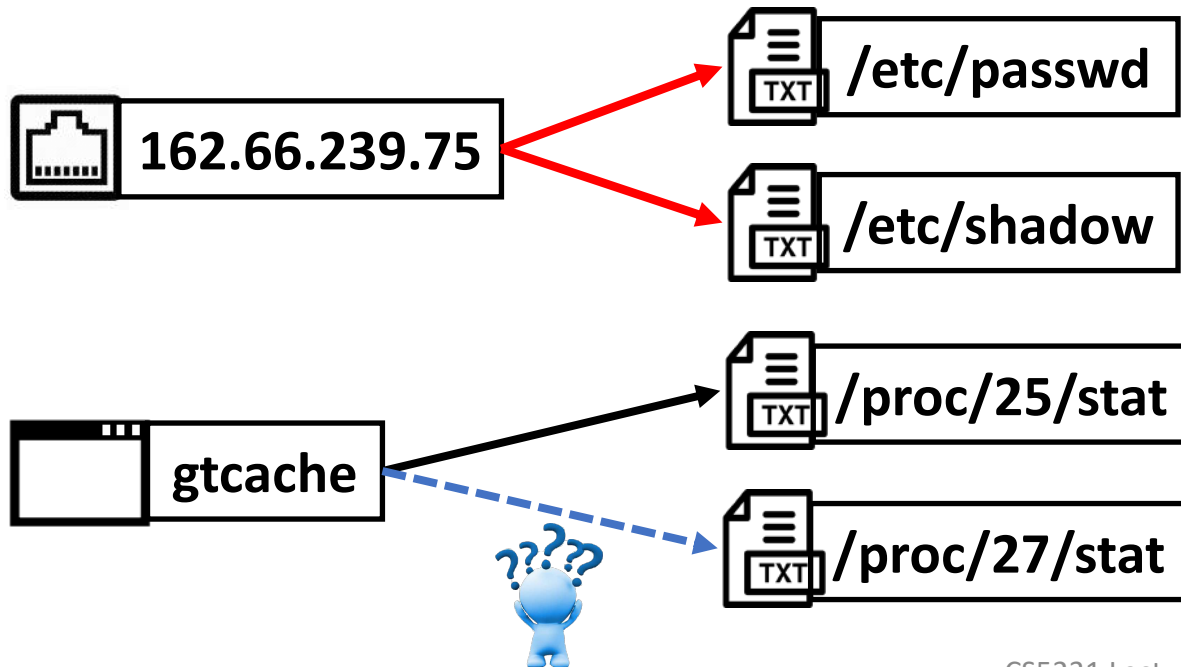 TXT
/etc/passwd
162.66.239.75
TXT
/etc/shadow
TXT
/proc/25/stat
gtcache
TXT
/proc/27/stat
??????